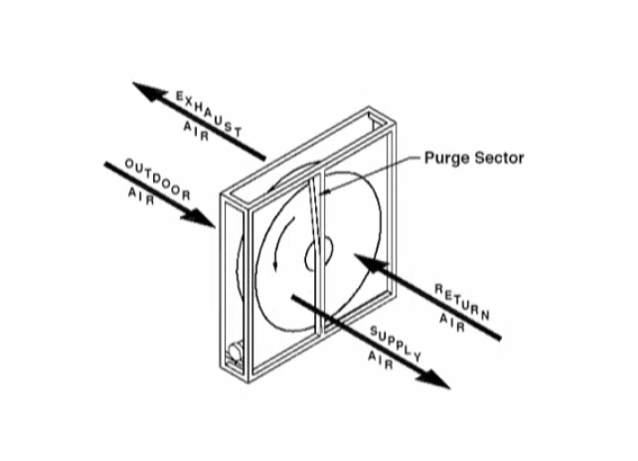 EXHAUST
AIR
OUTDOOR
AIR
Purge Sector
RETURN
AIR
SUPPLY
AIR